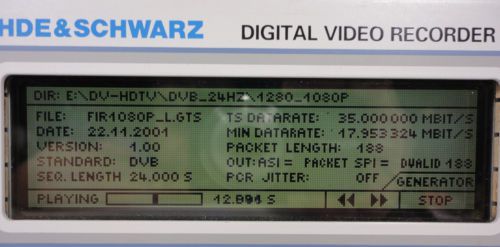 HDE&SCHWARZ DIGITAL VIDEO RECORDER
DIR: E:\DV-HDTV\DVB_24HZ\1280_1080P
FILE: FIR1080P_L.GTS TS DATARATE: 35.000000 MBIT/S
DATE: 22.11.2001 MIN DATARATE: 17.953324 MBIT/S
VERSION: 1.00 PACKET LENGTH: 188
STANDARD: DVB OUT:ASI= PACKET SPI= DVALID 188
SEQ.LENGTH 24.000 S PCR JITTER: OFF GENERATOR
PLAYING S ◀◀ ▶▶ STOP